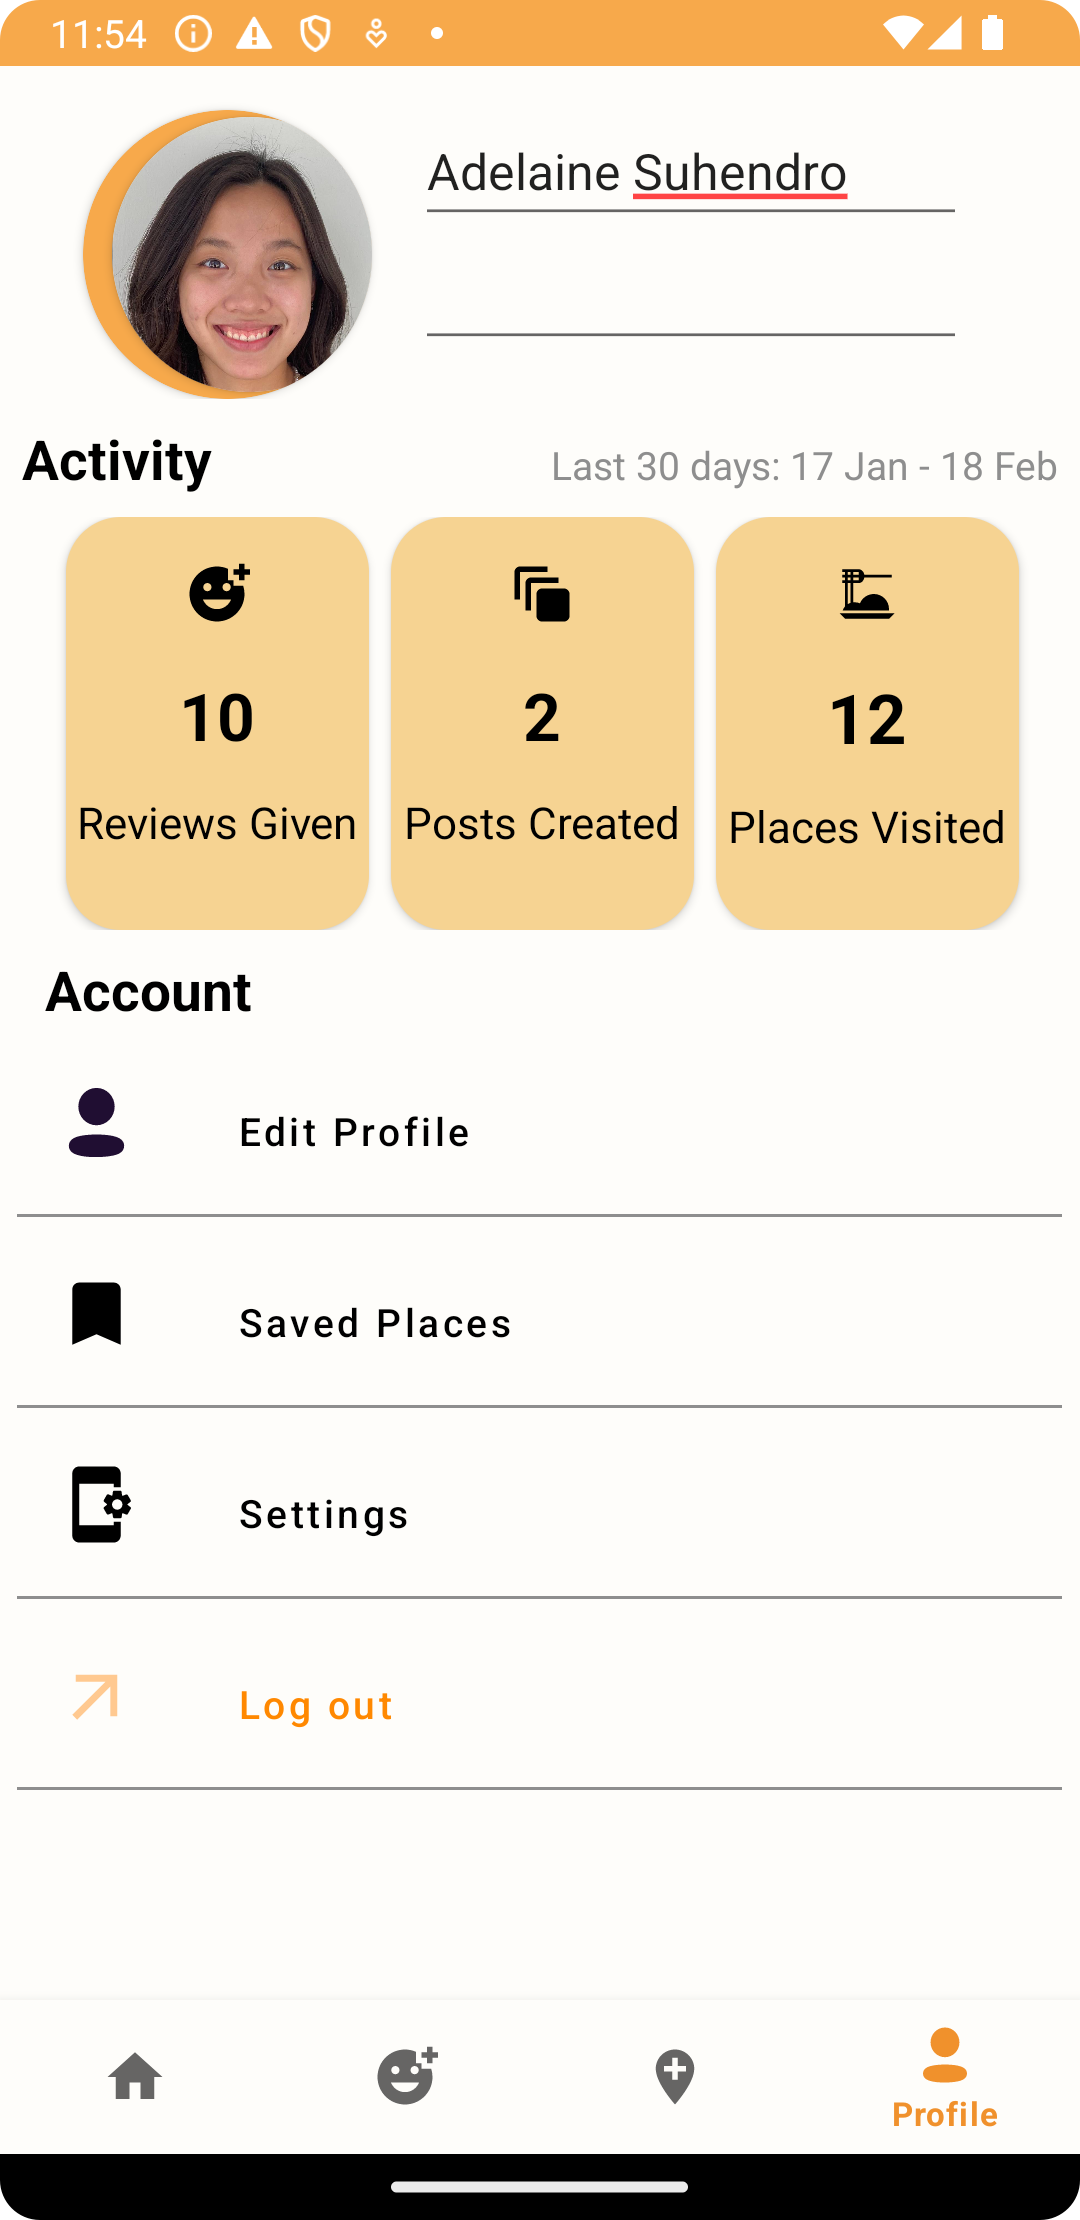 11:54
Adelaine Suhendro
Activity
Last 30 days: 17 Jan - 18 Feb
10
2
12
Reviews Given
Posts Created
Places Visited
Account
Edit Profile
Saved Places
Settings
Log out
Profile